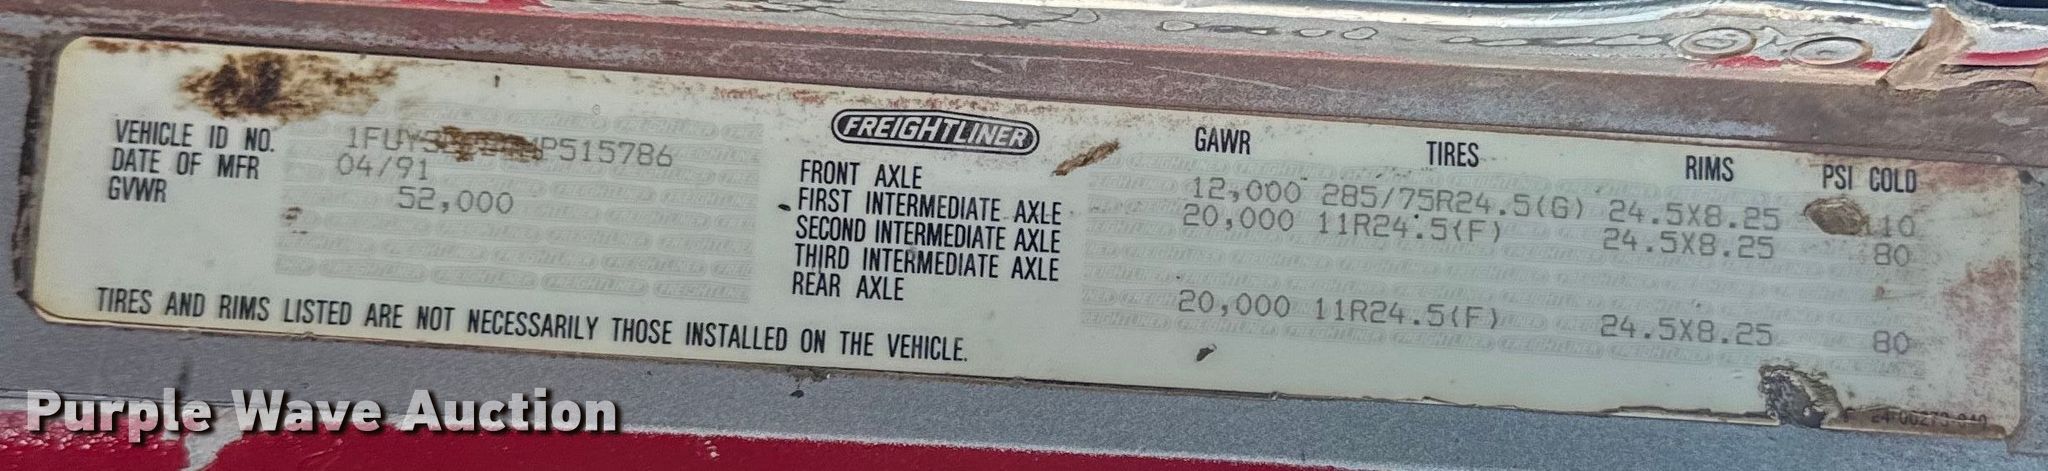 FREIGHTLINER
VEHICLE ID NO.
DATE OF MFR 04/91
GVWR 52,000
GAWR TIRES RIMS PSI COLD
FRONT AXLE 12,000 285/75R24.5(G) 24.5X8.25 110
FIRST INTERMEDIATE AXLE 20,000 11R24.5(F) 24.5X8.25 80
SECOND INTERMEDIATE AXLE
THIRD INTERMEDIATE AXLE
REAR AXLE 20,000 11R24.5(F) 24.5X8.25 80
TIRES AND RIMS LISTED ARE NOT NECESSARILY THOSE INSTALLED ON THE VEHICLE.
Purple Wave Auction